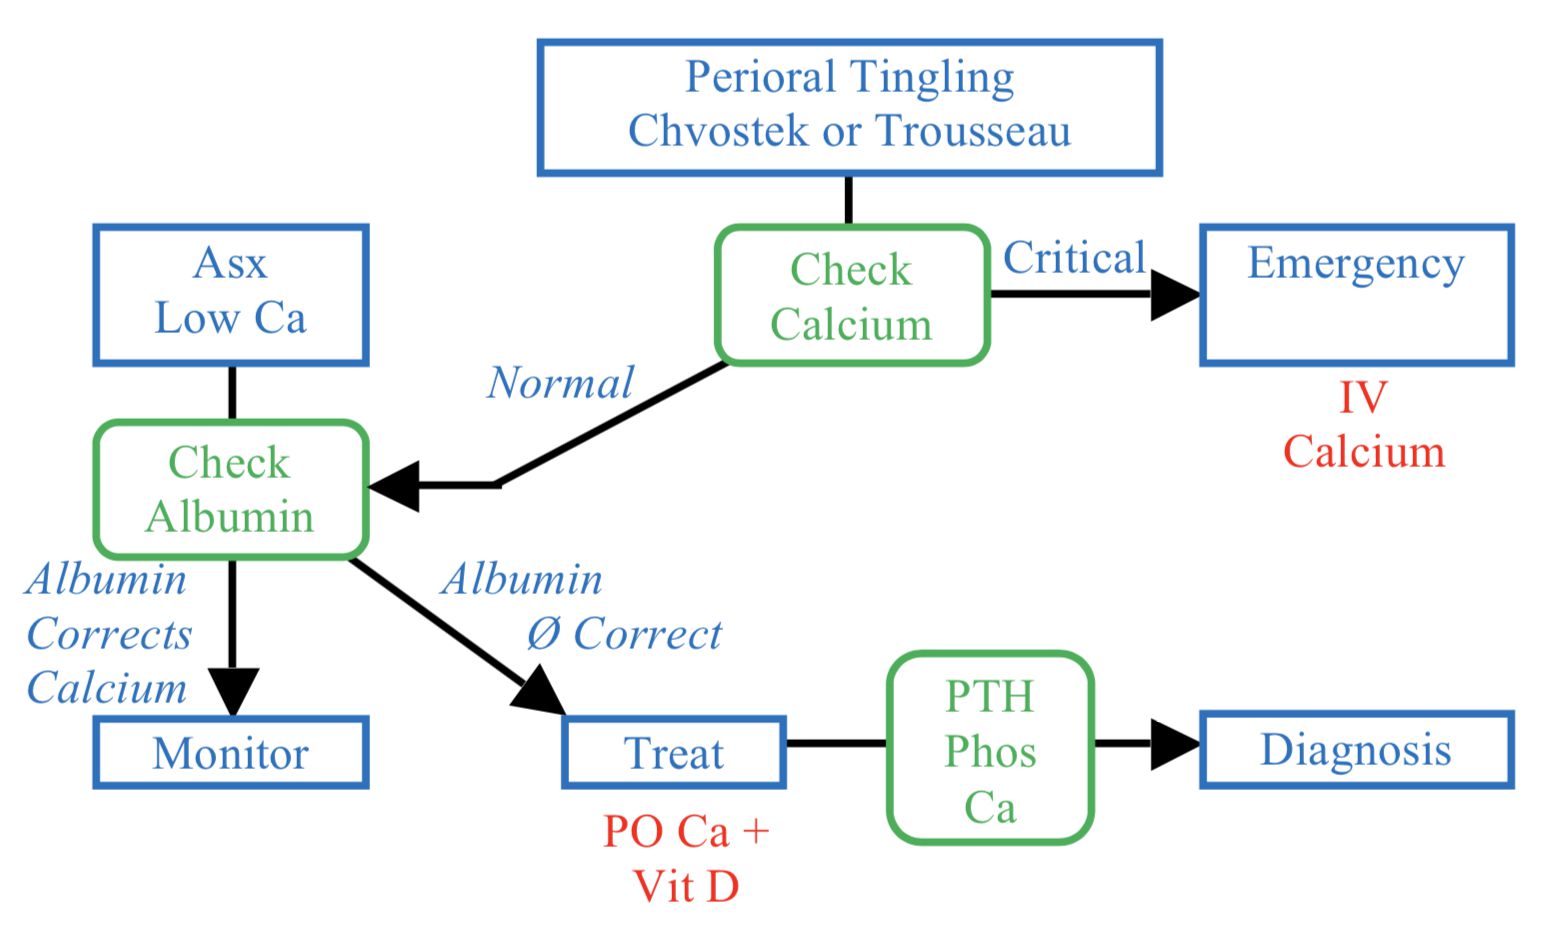 Perioral Tingling
Chvostek or Trousseau
Asx
Low Ca
Check
Calcium
Critical
Emergency
IV
Calcium
Normal
Check
Albumin
Albumin
Corrects
Calcium
Albumin
Ø Correct
Monitor
Treat
PO Ca +
Vit D
PTH
Phos
Ca
Diagnosis